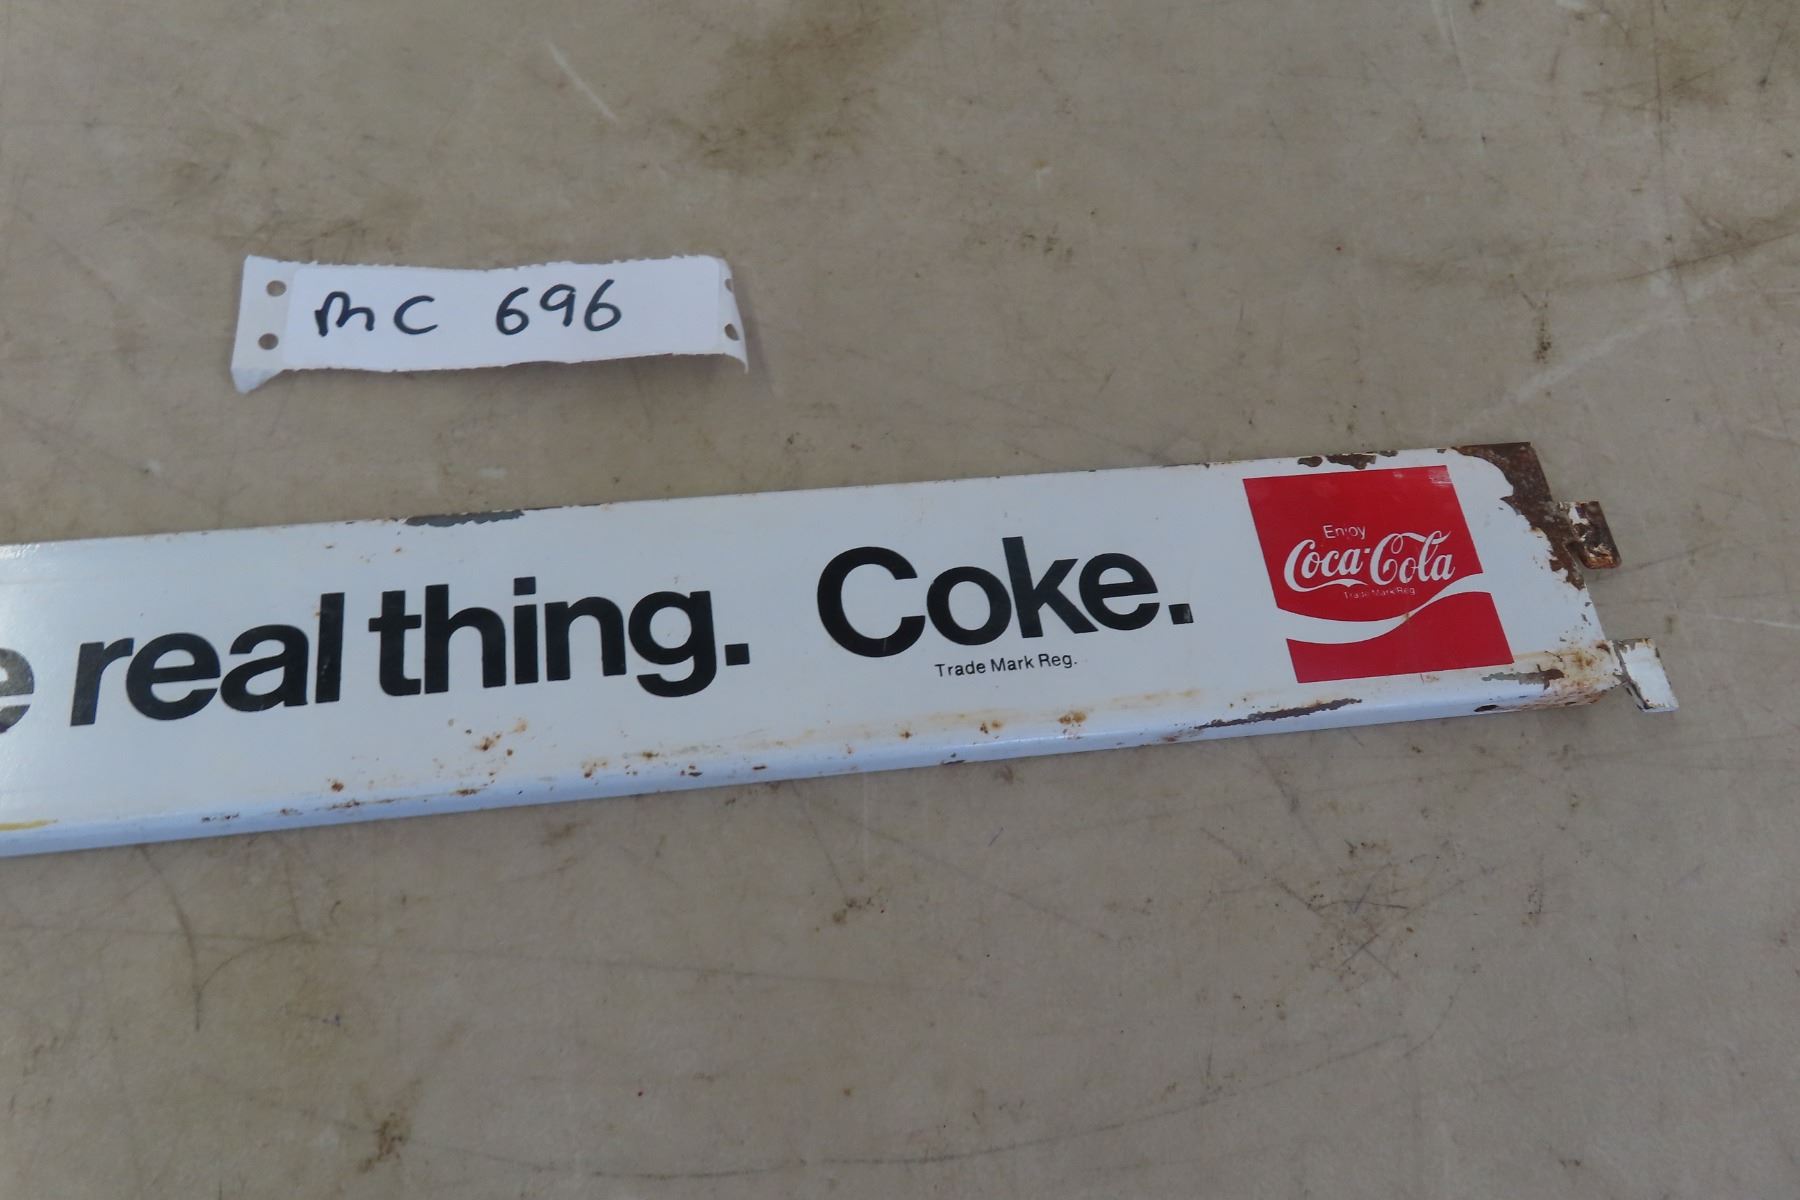 MC 696
e real thing. Coke.
Trade Mark Reg.
Enjoy
Coca-Cola
Trade Mark Reg